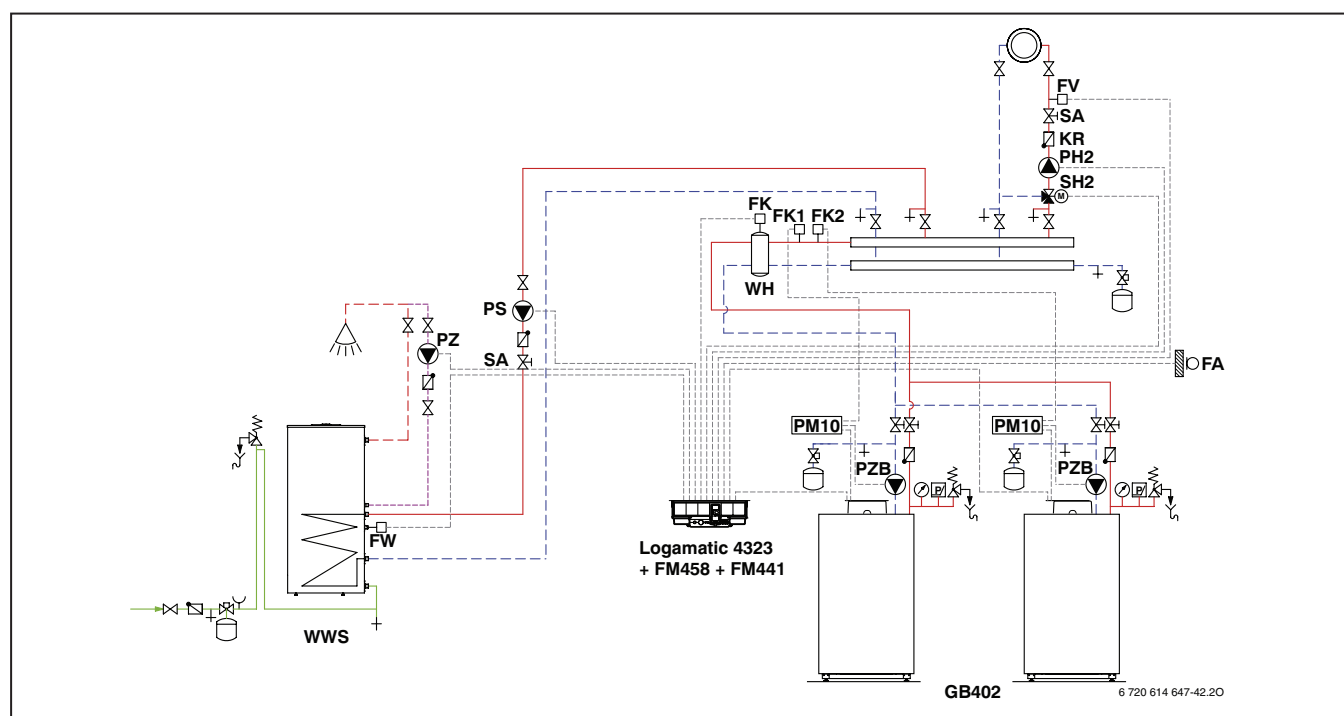 FV
SA
KR
PH2
SH2
M
FK
FK1
FK2
WH
PS
PZ
SA
FA
PM10
PM10
PZB
PZB
P
P
FW
Logamatic 4323
+ FM458 + FM441
WWS
GB402
6 720 614 647-42.2O